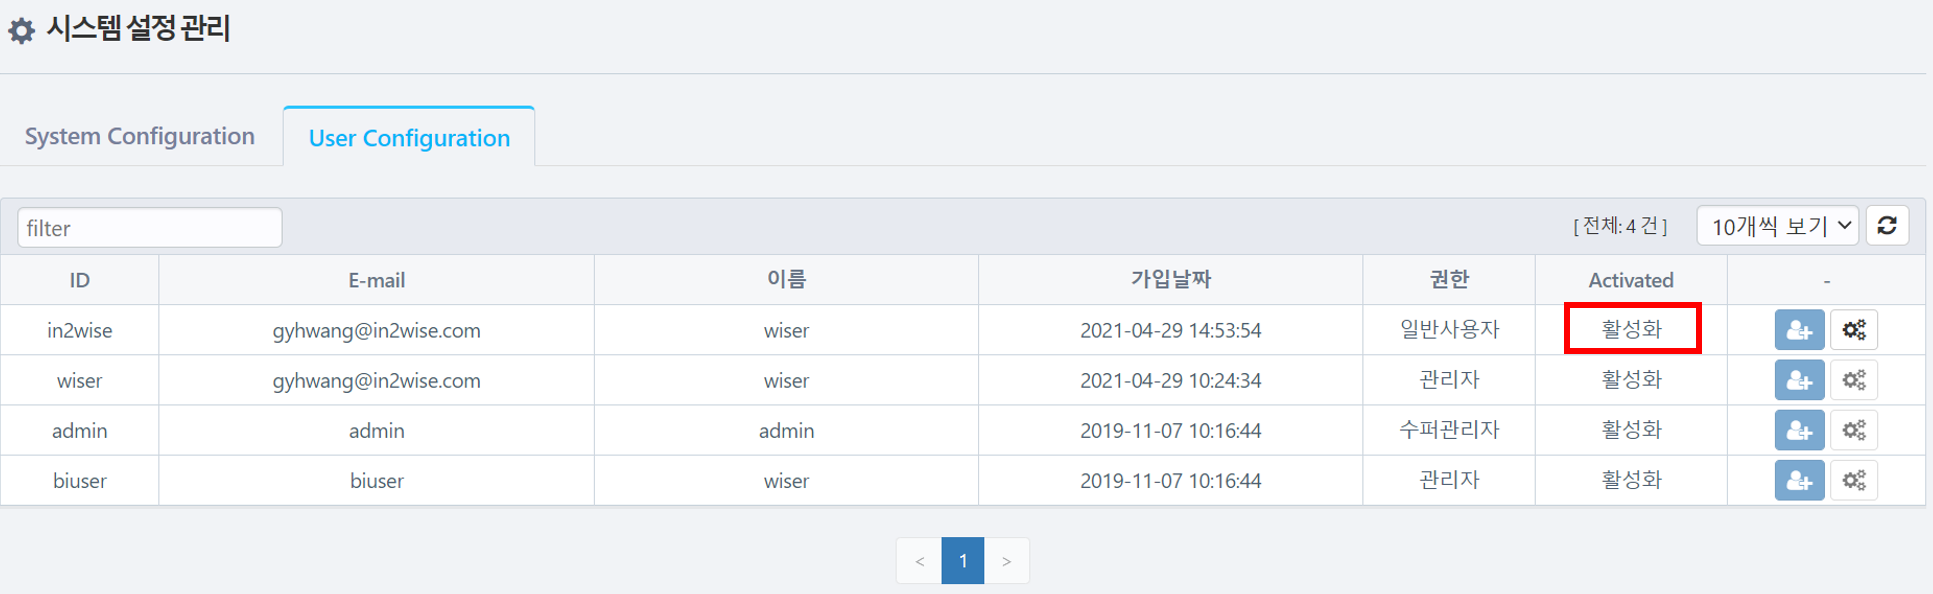 시스템 설정 관리
System Configuration User Configuration
filter [ 전체: 4 건 ] 10개씩 보기
ID E-mail 이름 가입날짜 권한 Activated -
in2wise gyhwang@in2wise.com wiser 2021-04-29 14:53:54 일반사용자 활성화
wiser gyhwang@in2wise.com wiser 2021-04-29 10:24:34 관리자 활성화
admin admin admin 2019-11-07 10:16:44 수퍼관리자 활성화
biuser biuser wiser 2019-11-07 10:16:44 관리자 활성화
< 1 >